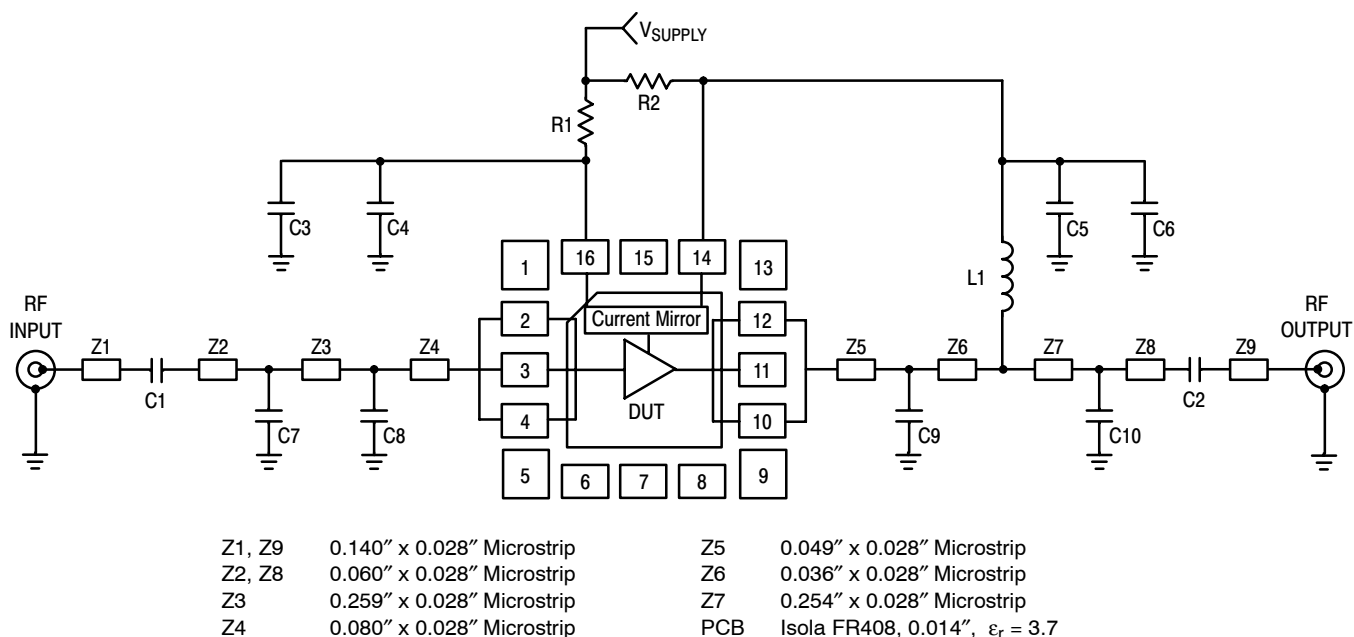 VSUPPLY
R2
R1
C3
C4
C5
C6
1
16
15
14
13
L1
RF
INPUT
RF
OUTPUT
2
Current Mirror
12
Z1
Z2
Z3
Z4
3
11
Z5
Z6
Z7
Z8
Z9
C1
DUT
C2
4
10
C7
C8
C9
C10
5
6
7
8
9
Z1, Z9 0.140″ x 0.028″ Microstrip
Z2, Z8 0.060″ x 0.028″ Microstrip
Z3 0.259″ x 0.028″ Microstrip
Z4 0.080″ x 0.028″ Microstrip
Z5 0.049″ x 0.028″ Microstrip
Z6 0.036″ x 0.028″ Microstrip
Z7 0.254″ x 0.028″ Microstrip
PCB Isola FR408, 0.014″, εr = 3.7